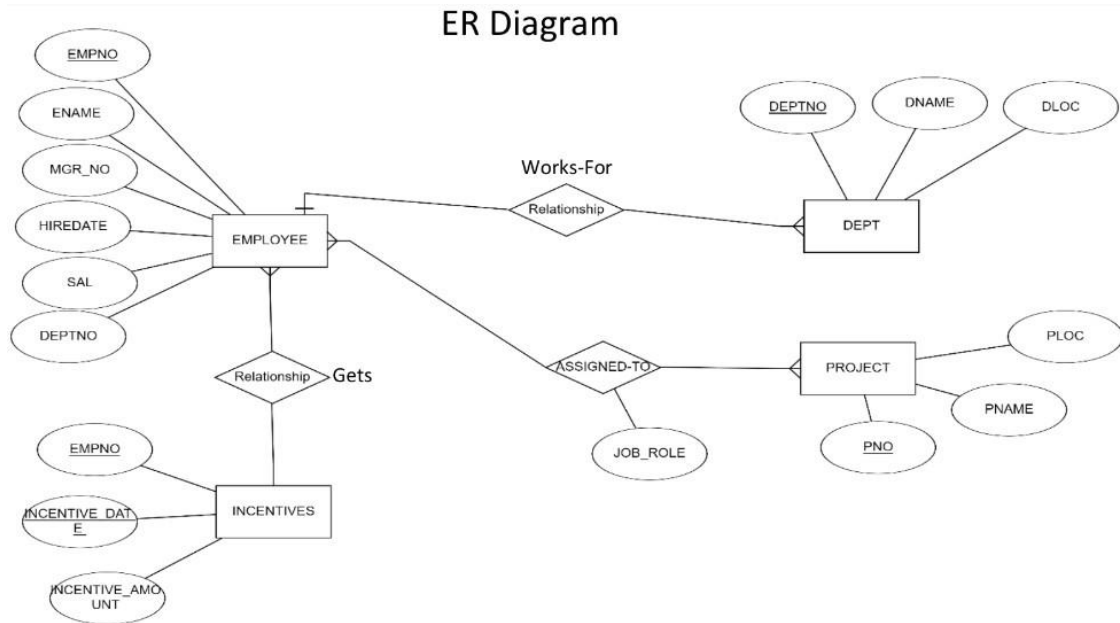 ER Diagram
EMPNO
ENAME
MGR_NO
HIREDATE
SAL
DEPTNO
EMPLOYEE
Works-For
Relationship
DEPTNO
DNAME
DLOC
DEPT
Relationship
Gets
ASSIGNED-TO
JOB_ROLE
PROJECT
PLOC
PNAME
PNO
EMPNO
INCENTIVE_DAT
E
INCENTIVE_AMO
UNT
INCENTIVES